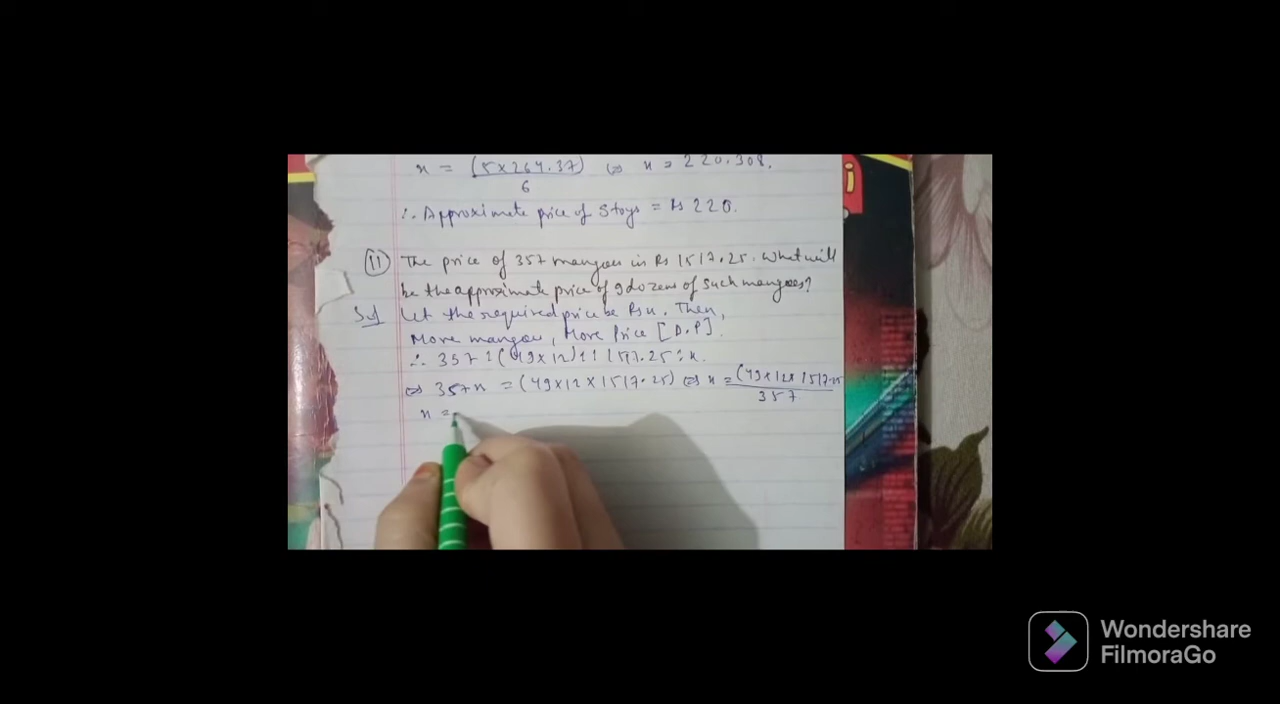 x = (5×264.37) ⇔ x = 220.308.
6
∴ Approximate price of 5 toys = Rs 220.
(11) The price of 357 mangoes is Rs 1517.25. What will
be the approximate price of 9 dozens of such mangoes?
Sol Let the required price be Rs x. Then,
More mangoes, More Price [D.P].
∴ 357 : (49×12) :: 1517.25 : x.
⇔ 357x = (49×12×1517.25) ⇔ x = (49×12×1517.25
357
x =
i
Wondershare
FilmoraGo